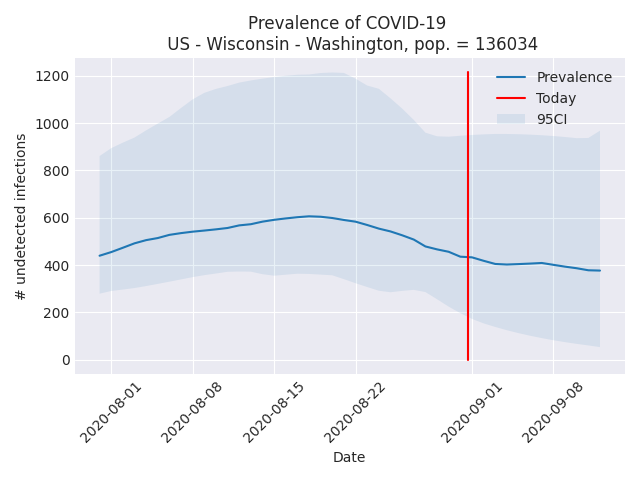 Prevalence of COVID-19
US - Wisconsin - Washington, pop. = 136034
Prevalence
Today
95CI
# undetected infections
1200
1000
800
600
400
200
0
2020-08-01
2020-08-08
2020-08-15
2020-08-22
2020-09-01
2020-09-08
Date